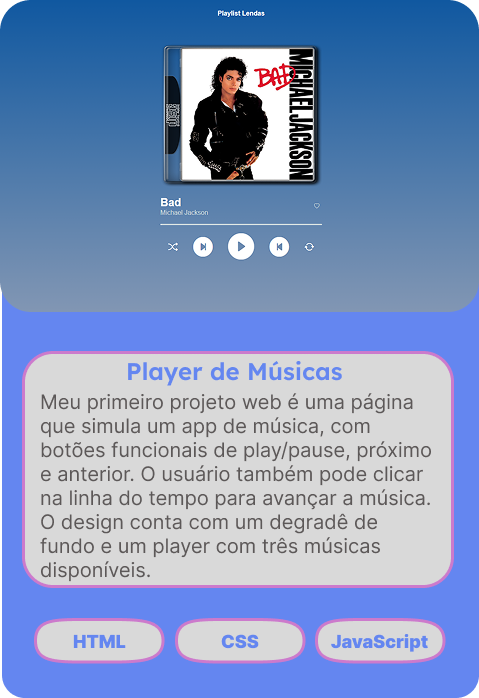 Playlist Lendas
BAD
MICHAEL JACKSON
Bad
Michael Jackson
Player de Músicas
Meu primeiro projeto web é uma página
que simula um app de música, com
botões funcionais de play/pause, próximo
e anterior. O usuário também pode clicar
na linha do tempo para avançar a música.
O design conta com um degradê de
fundo e um player com três músicas
disponíveis.
HTML
CSS
JavaScript